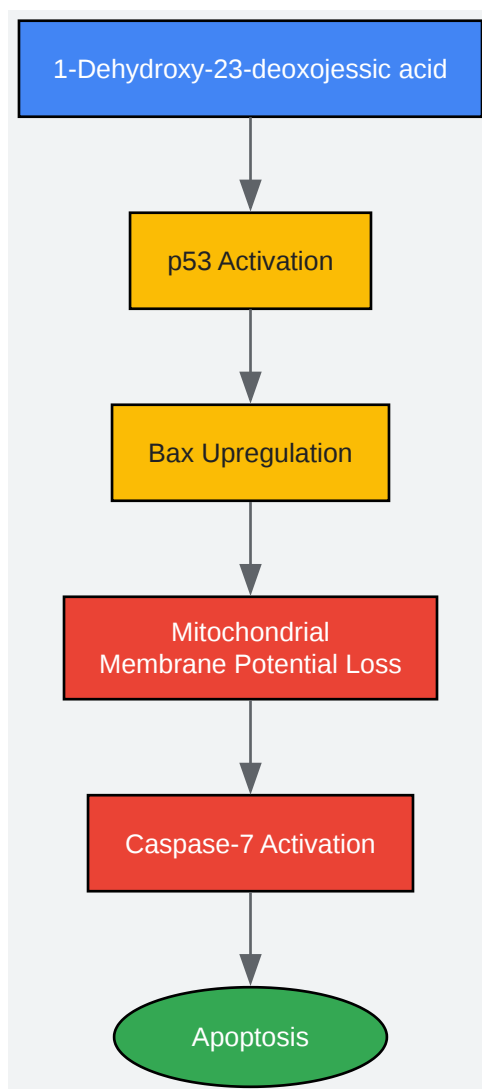 1-Dehydroxy-23-deoxojessic acid
p53 Activation
Bax Upregulation
Mitochondrial
Membrane Potential Loss
Caspase-7 Activation
Apoptosis